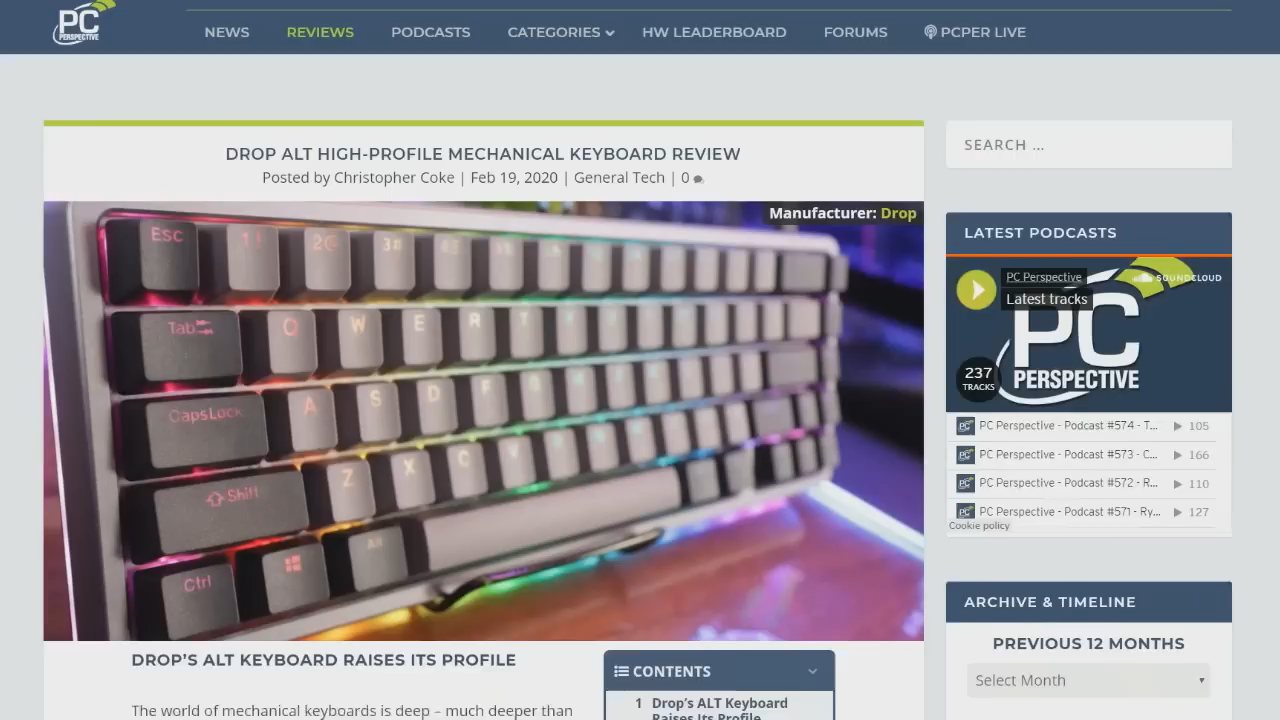 PC
PERSPECTIVE
NEWS
REVIEWS
PODCASTS
CATEGORIES
HW LEADERBOARD
FORUMS
PCPER LIVE
DROP ALT HIGH-PROFILE MECHANICAL KEYBOARD REVIEW
Posted by Christopher Coke | Feb 19, 2020 | General Tech | 0
Manufacturer: Drop
Esc
1!
2@
3#
Tab
Q
W
E
R
T
CapsLock
A
S
D
F
Shift
Z
X
C
V
Ctrl
Alt
DROP'S ALT KEYBOARD RAISES ITS PROFILE
The world of mechanical keyboards is deep – much deeper than
CONTENTS
1 Drop's ALT Keyboard
Raises Its Profile
SEARCH ...
LATEST PODCASTS
PC Perspective
SOUNDCLOUD
Latest tracks
PC
PERSPECTIVE
237
TRACKS
PC Perspective - Podcast #574 - T... 105
PC Perspective - Podcast #573 - C... 166
PC Perspective - Podcast #572 - R... 110
PC Perspective - Podcast #571 - Ry... 127
Cookie policy
ARCHIVE & TIMELINE
PREVIOUS 12 MONTHS
Select Month